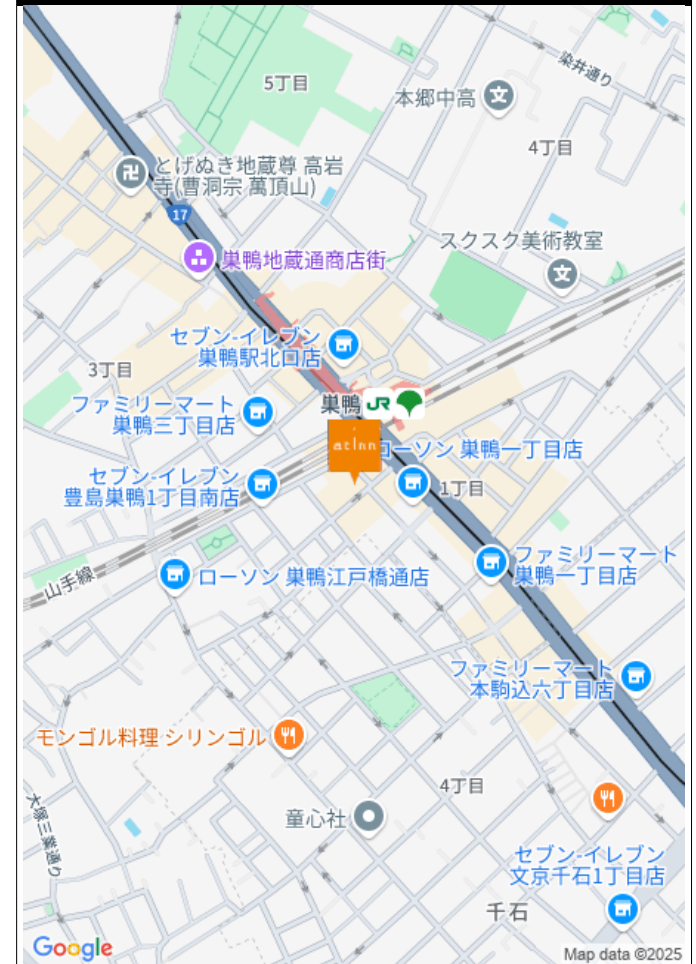 染井通り
5丁目
本郷中高
4丁目
とげぬき地蔵尊 高岩
寺(曹洞宗 萬頂山)
17
スクスク美術教室
巣鴨地蔵通商店街
セブン-イレブン
巣鴨駅北口店
3丁目
ファミリーマート
巣鴨三丁目店
巣鴨 JR
atInn
ローソン 巣鴨一丁目店
セブン-イレブン
豊島巣鴨1丁目南店
1丁目
ファミリーマート
巣鴨一丁目店
山手線
ローソン 巣鴨江戸橋通店
ファミリーマート
本駒込六丁目店
モンゴル料理 シリンゴル
4丁目
大塚三業通り
童心社
セブン-イレブン
文京千石1丁目店
千石
Google
Map data ©2025